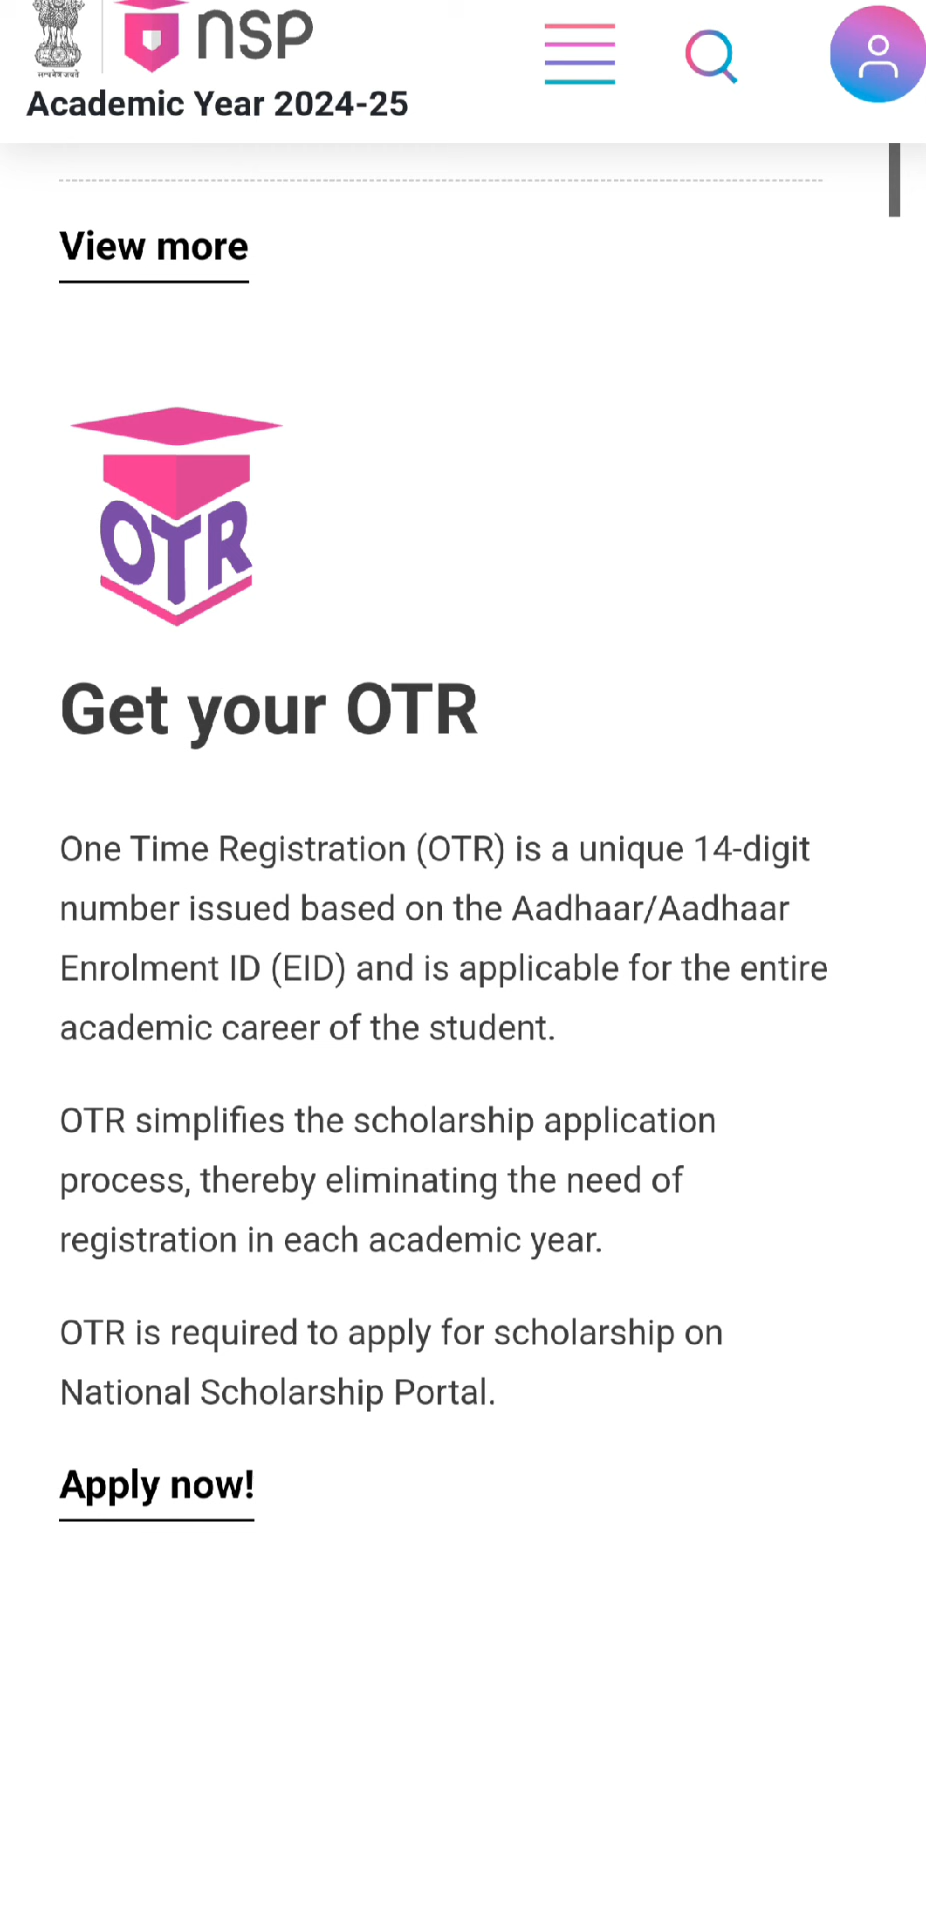 nsp
सत्यमेव जयते
Academic Year 2024-25
View more
OTR
Get your OTR
One Time Registration (OTR) is a unique 14-digit
number issued based on the Aadhaar/Aadhaar
Enrolment ID (EID) and is applicable for the entire
academic career of the student.
OTR simplifies the scholarship application
process, thereby eliminating the need of
registration in each academic year.
OTR is required to apply for scholarship on
National Scholarship Portal.
Apply now!